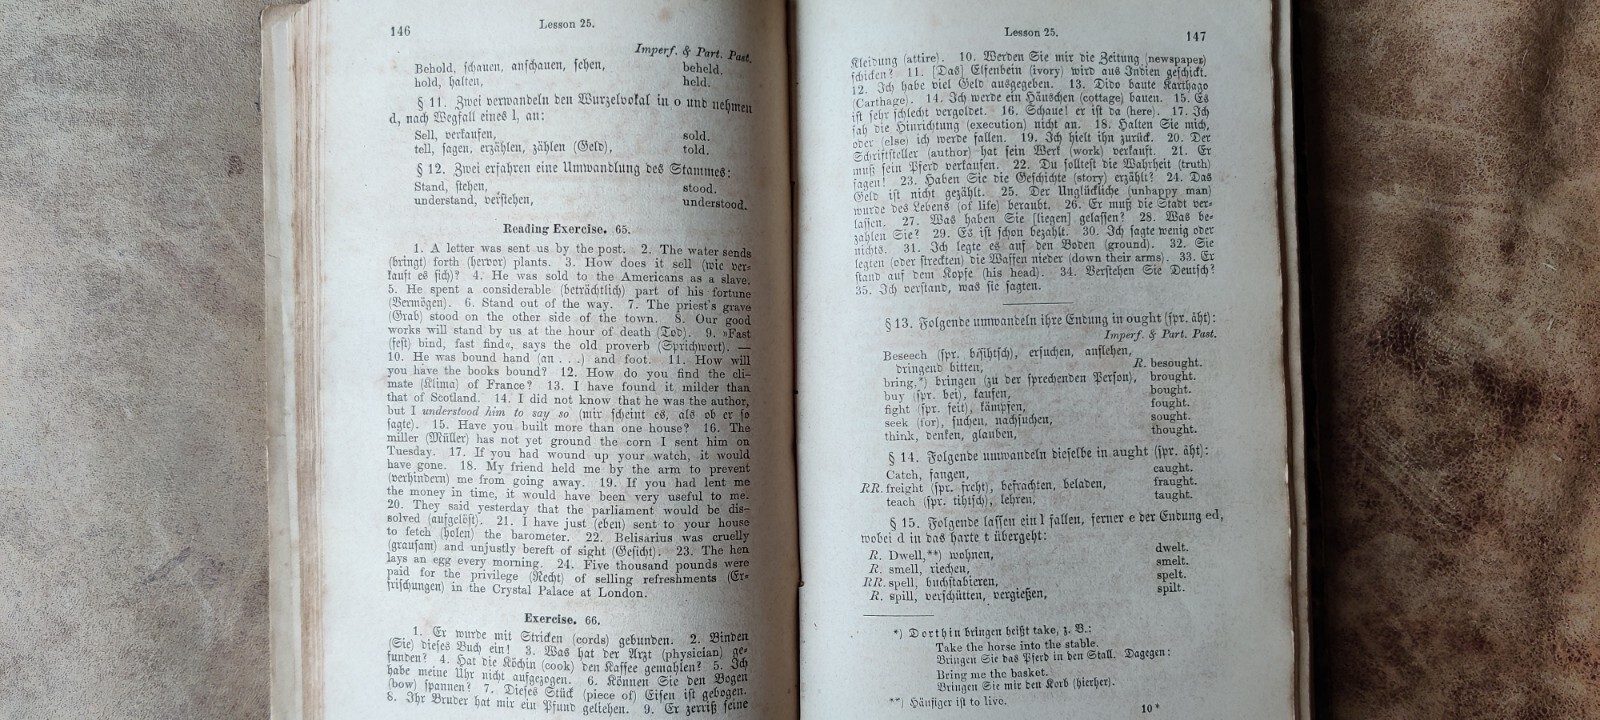 146
Lesson 25.
Imperf. & Part. Past.
Behold, schauen, anschauen, sehen, beheld.
hold, halten, held.
§ 11. Zwei verwandeln den Wurzelvokal in o und nehmen
d, nach Wegfall eines l, an:
Sell, verkaufen, sold.
tell, sagen, erzählen, zählen (Geld), told.
§ 12. Zwei erfahren eine Umwandlung des Stammes:
Stand, stehen, stood.
understand, verstehen, understood.
Reading Exercise. 65.
1. A letter was sent us by the post. 2. The water sends
(bringt) forth (hervor) plants. 3. How does it sell (wie ver-
kauft es sich)? 4. He was sold to the Americans as a slave.
5. He spent a considerable (beträchtlich) part of his fortune
(Vermögen). 6. Stand out of the way. 7. The priest's grave
(Grab) stood on the other side of the town. 8. Our good
works will stand by us at the hour of death (Tod). 9. »Fast
(fest) bind, fast find«, says the old proverb (Sprichwort). —
10. He was bound hand (an . . .) and foot. 11. How will
you have the books bound? 12. How do you find the cli-
mate (Klima) of France? 13. I have found it milder than
that of Scotland. 14. I did not know that he was the author,
but I understood him to say so (mir scheint es, als ob er so
sagte). 15. Have you built more than one house? 16. The
miller (Müller) has not yet ground the corn I sent him on
Tuesday. 17. If you had wound up your watch, it would
have gone. 18. My friend held me by the arm to prevent
(verhindern) me from going away. 19. If you had lent me
the money in time, it would have been very useful to me.
20. They said yesterday that the parliament would be dis-
solved (aufgelöst). 21. I have just (eben) sent to your house
to fetch (holen) the barometer. 22. Belisarius was cruelly
(grausam) and unjustly bereft of sight (Gesicht). 23. The hen
lays an egg every morning. 24. Five thousand pounds were
paid for the privilege (Recht) of selling refreshments (Er-
frischungen) in the Crystal Palace at London.
Exercise. 66.
1. Er wurde mit Stricken (cords) gebunden. 2. Binden
(Sie) dieses Buch ein! 3. Was hat der Arzt (physician) ge-
funden? 4. Hat die Köchin (cook) den Kaffee gemahlen? 5. Ich
habe meine Uhr nicht aufgezogen. 6. Können Sie den Bogen
(bow) spannen? 7. Dieses Stück (piece of) Eisen ist gebogen.
8. Ihr Bruder hat mir ein Pfund geliehen. 9. Er zerriß seine
Lesson 25.
147
Kleidung (attire). 10. Werden Sie mir die Zeitung (newspaper)
schicken? 11. [Das] Elfenbein (ivory) wird aus Indien geschickt.
12. Ich habe viel Geld ausgegeben. 13. Dido baute Karthago
(Carthage). 14. Ich werde ein Häuschen (cottage) bauen. 15. Es
ist sehr schlecht vergoldet. 16. Schaue! er ist da (here). 17. Ich
sah die Hinrichtung (execution) nicht an. 18. Halten Sie mich,
oder (else) ich werde fallen. 19. Ich hielt ihn zurück. 20. Der
Schriftsteller (author) hat sein Werk (work) verkauft. 21. Er
muß sein Pferd verkaufen. 22. Du solltest die Wahrheit (truth)
sagen! 23. Haben Sie die Geschichte (story) erzählt? 24. Das
Geld ist nicht gezählt. 25. Der Unglückliche (unhappy man)
wurde des Lebens (of life) beraubt. 26. Er muß die Stadt ver-
lassen. 27. Was haben Sie [liegen] gelassen? 28. Was be-
zahlen Sie? 29. Es ist schon bezahlt. 30. Ich sagte wenig oder
nichts. 31. Ich legte es auf den Boden (ground). 32. Sie
legten (oder streckten) die Waffen nieder (down their arms). 33. Er
stand auf dem Kopfe (his head). 34. Verstehen Sie Deutsch?
35. Ich verstand, was sie sagten.
§ 13. Folgende umwandeln ihre Endung in ought (spr. äht):
Imperf. & Part. Past.
Beseech (spr. bißihtsch), ersuchen, anflehen,
dringend bitten, R. besought.
bring,*) bringen (zu der sprechenden Person), brought.
buy (spr. bei), kaufen, bought.
fight (spr. feit), kämpfen, fought.
seek (for), suchen, nachsuchen, sought.
think, denken, glauben, thought.
§ 14. Folgende umwandeln dieselbe in aught (spr. äht):
Catch, fangen, caught.
RR. freight (spr. freht), befrachten, beladen, fraught.
teach (spr. tihtsch), lehren, taught.
§ 15. Folgende lassen ein l fallen, ferner e der Endung ed,
wobei d in das harte t übergeht:
R. Dwell,**) wohnen, dwelt.
R. smell, riechen, smelt.
RR. spell, buchstabieren, spelt.
R. spill, verschütten, vergießen, spilt.
*) Dorthin bringen heißt take, z. B.:
Take the horse into the stable.
Bringen Sie das Pferd in den Stall. Dagegen:
Bring me the basket.
Bringen Sie mir den Korb (hierher).
**) Häufiger ist to live.
10*